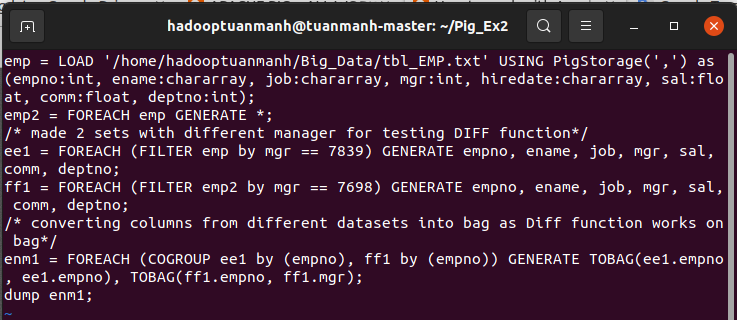 hadooptuanmanh@tuanmanh-master: ~/Pig_Ex2
emp = LOAD '/home/hadooptuanmanh/Big_Data/tbl_EMP.txt' USING PigStorage(',') as
(empno:int, ename:chararray, job:chararray, mgr:int, hiredate:chararray, sal:flo
at, comm:float, deptno:int);
emp2 = FOREACH emp GENERATE *;
/* made 2 sets with different manager for testing DIFF function*/
ee1 = FOREACH (FILTER emp by mgr == 7839) GENERATE empno, ename, job, mgr, sal,
comm, deptno;
ff1 = FOREACH (FILTER emp2 by mgr == 7698) GENERATE empno, ename, job, mgr, sal,
 comm, deptno;
/* converting columns from different datasets into bag as Diff function works on
 bag*/
enm1 = FOREACH (COGROUP ee1 by (empno), ff1 by (empno)) GENERATE TOBAG(ee1.empno
, ee1.empno), TOBAG(ff1.empno, ff1.mgr);
dump enm1;
~